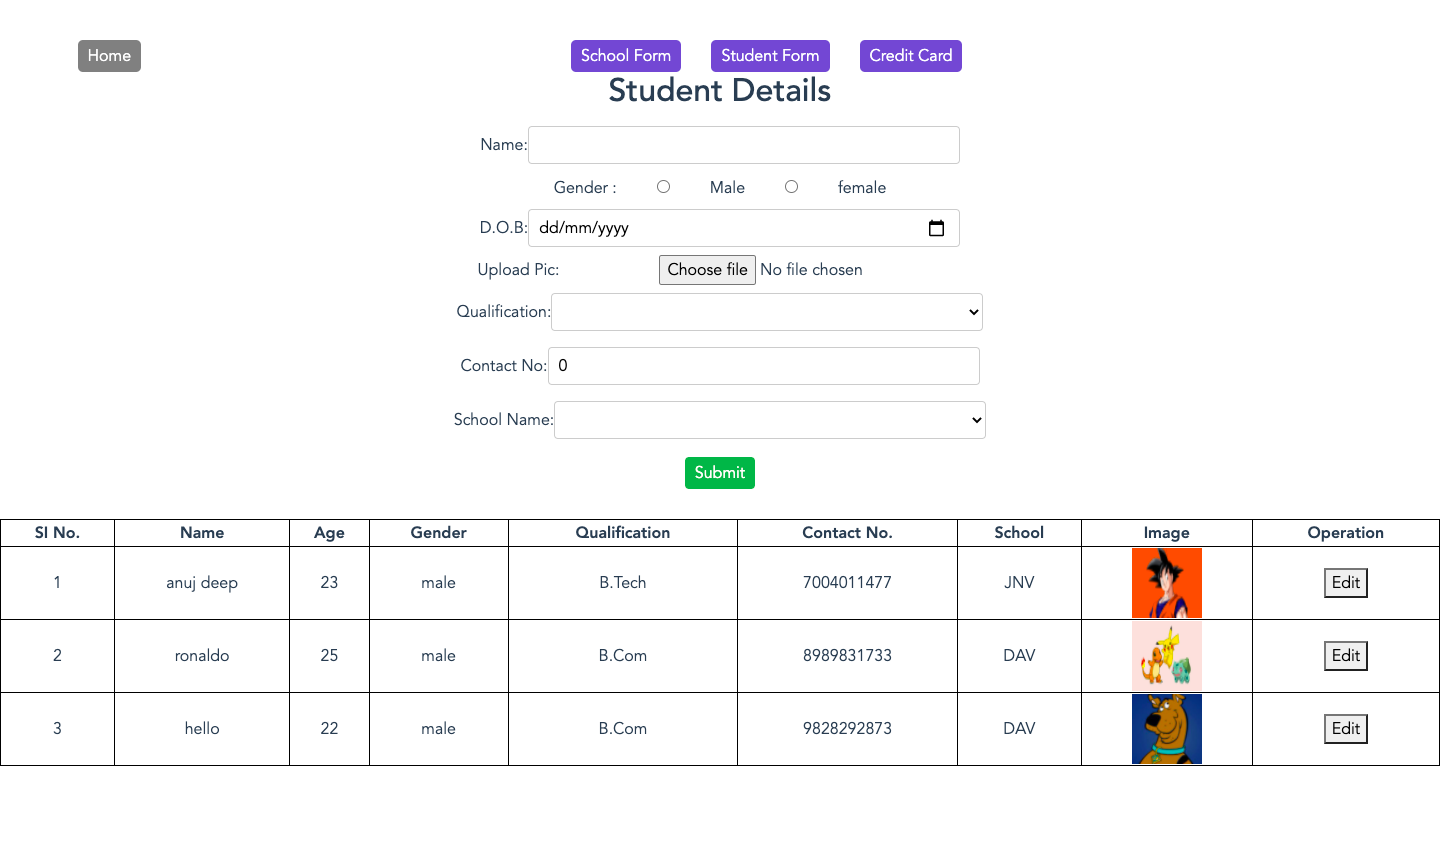 Home School Form Student Form Credit Card
Student Details
Name:
Gender : Male female
D.O.B: dd/mm/yyyy
Upload Pic: Choose file No file chosen
Qualification:
Contact No: 0
School Name:
Submit
SI No. Name Age Gender Qualification Contact No. School Image Operation
1 anuj deep 23 male B.Tech 7004011477 JNV Edit
2 ronaldo 25 male B.Com 8989831733 DAV Edit
3 hello 22 male B.Com 9828292873 DAV Edit